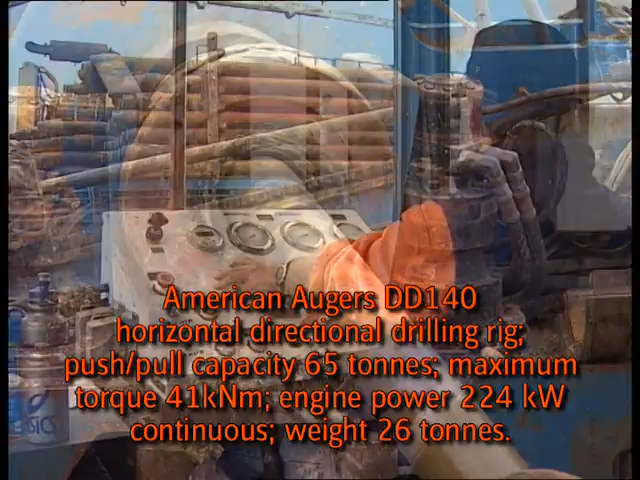 American Augers DD140
horizontal directional drilling rig;
push/pull capacity 65 tonnes; maximum
torque 41kNm; engine power 224 kW
continuous; weight 26 tonnes.